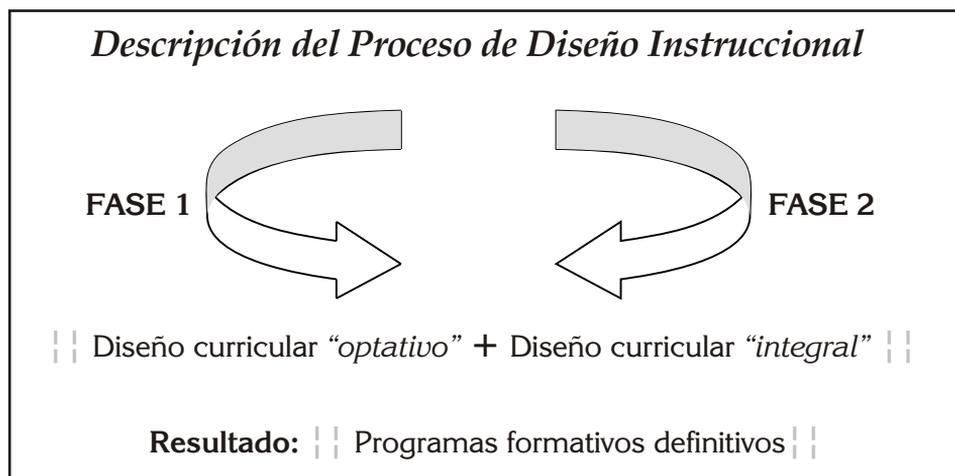 Descripción del Proceso de Diseño Instruccional
FASE 1
FASE 2
Diseño curricular “optativo” + Diseño curricular “integral”
Resultado: Programas formativos definitivos